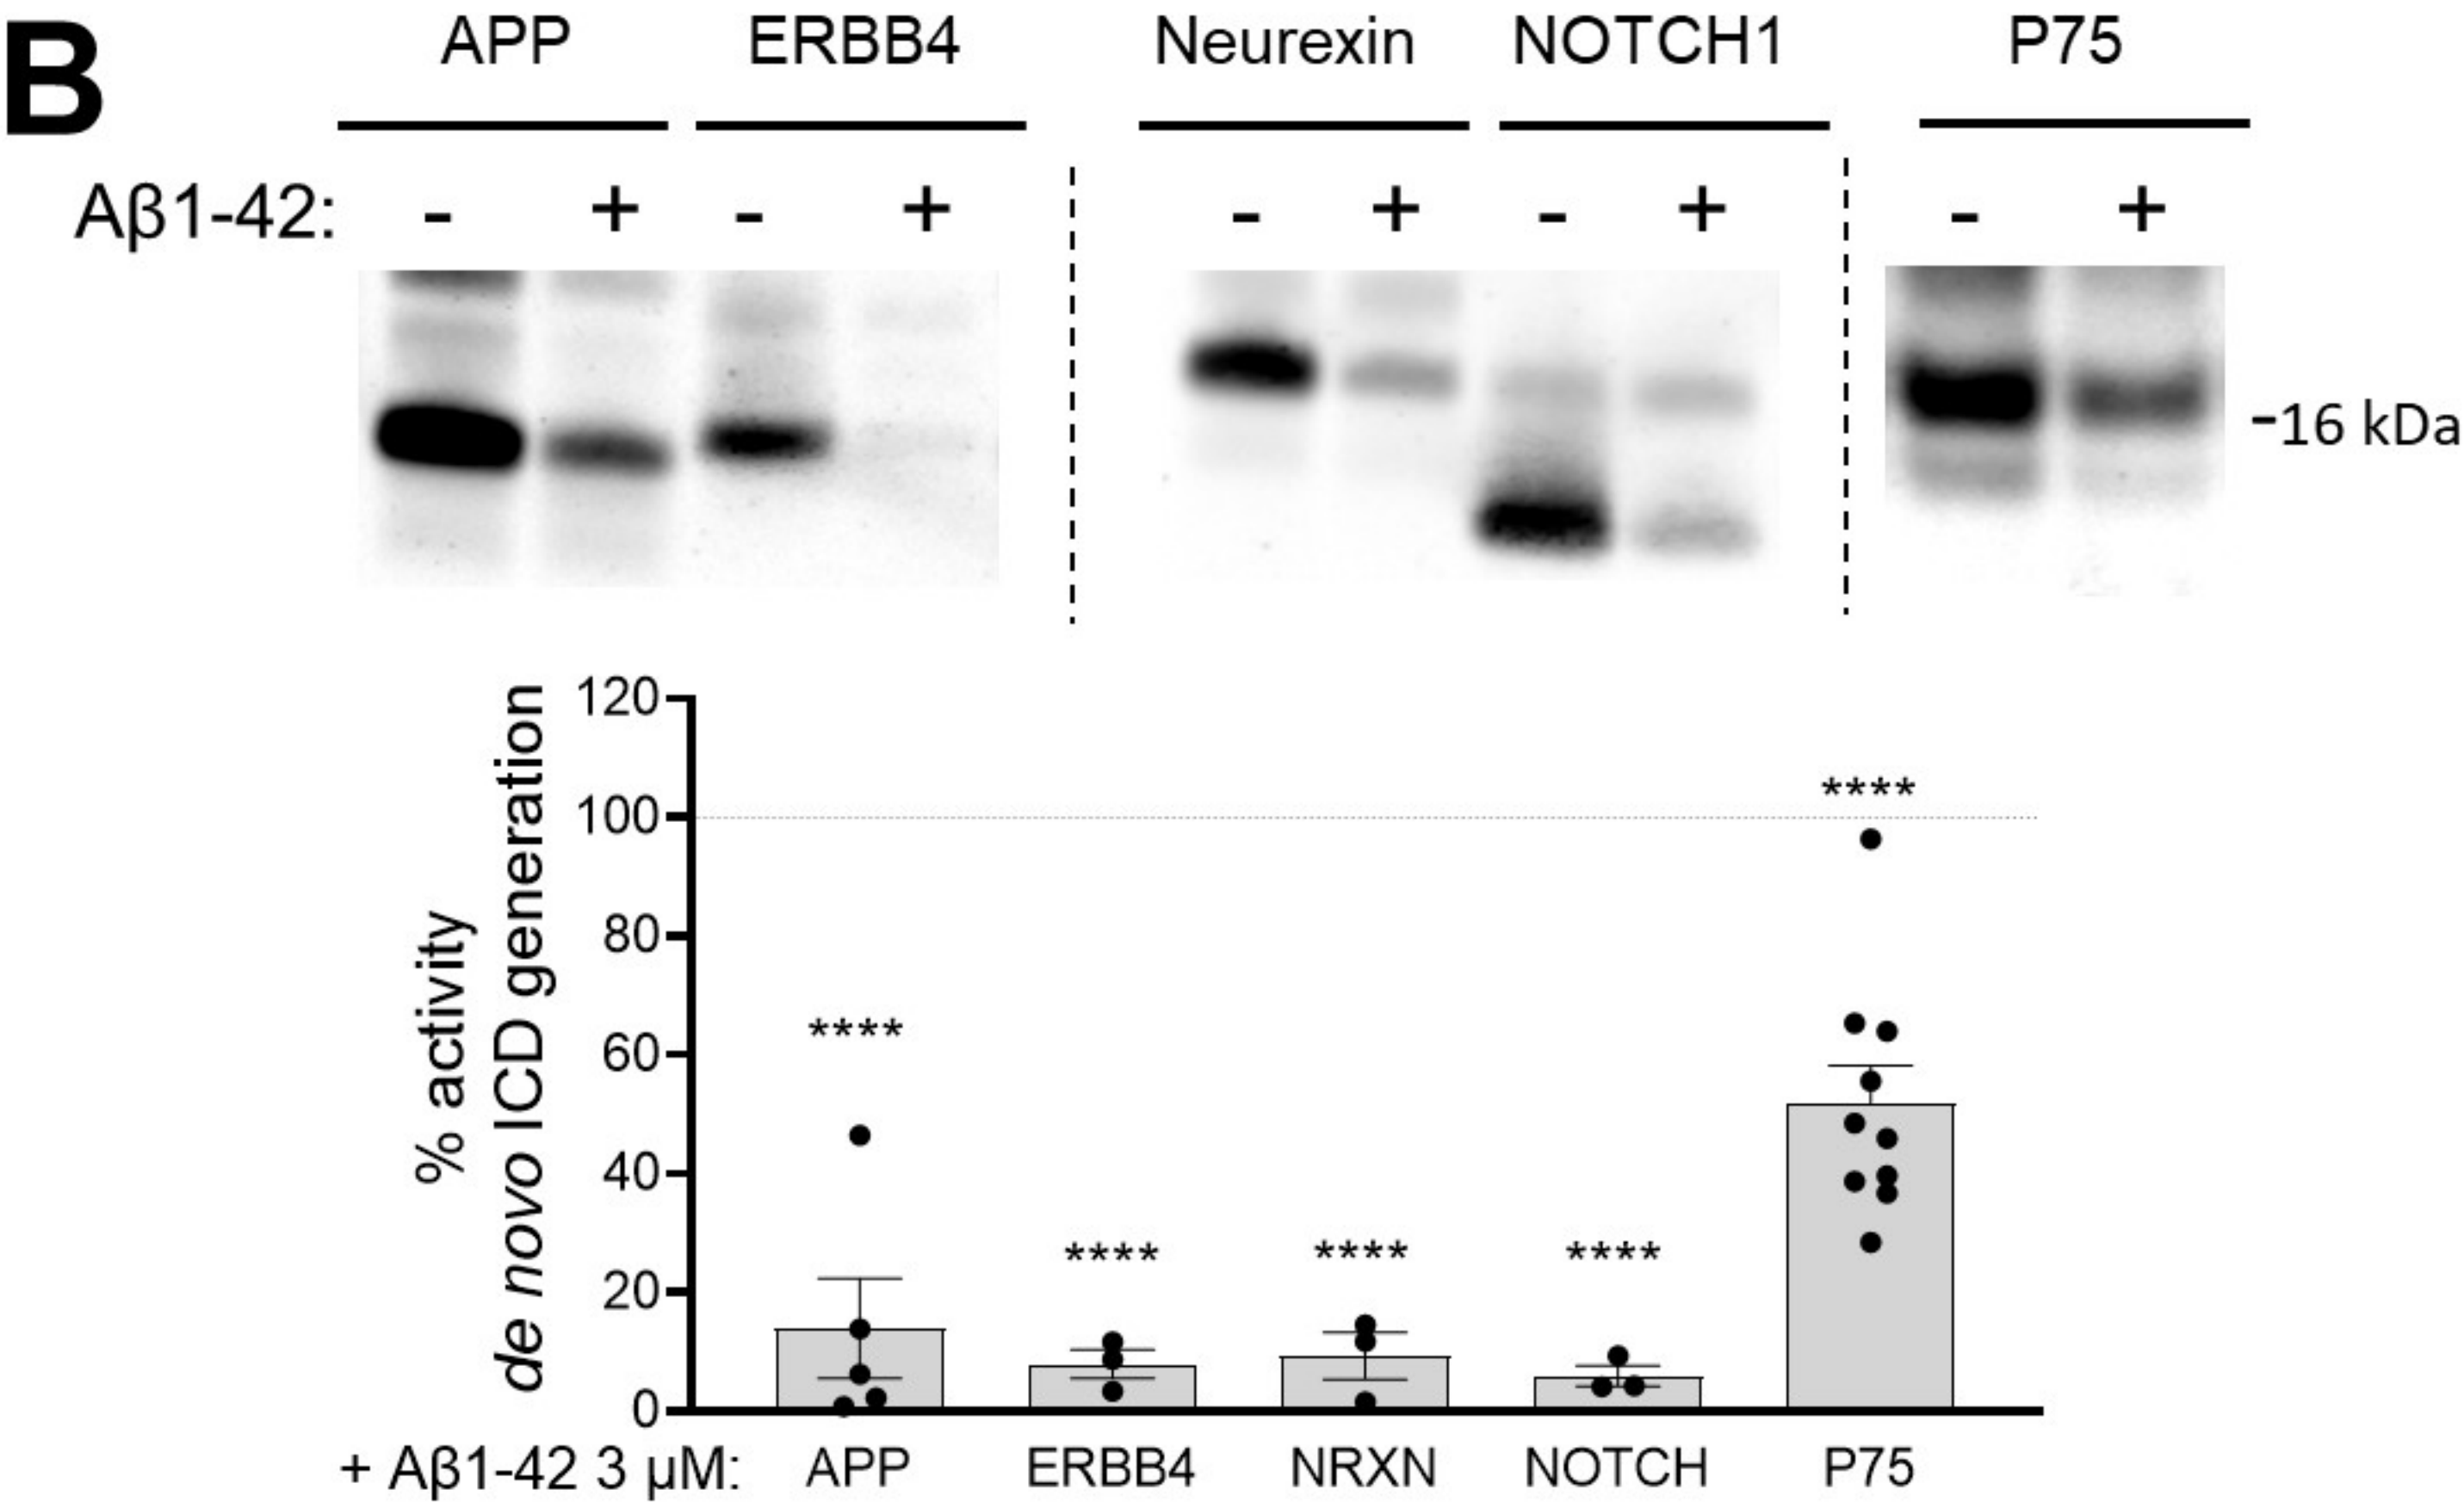 B
APP ERBB4 Neurexin NOTCH1 P75
Aβ1-42: - + - + - + - + - +
-16 kDa
% activity
de novo ICD generation
120
100
80
60
40
20
0
****
****
****
****
****
+ Aβ1-42 3 μM: APP ERBB4 NRXN NOTCH P75